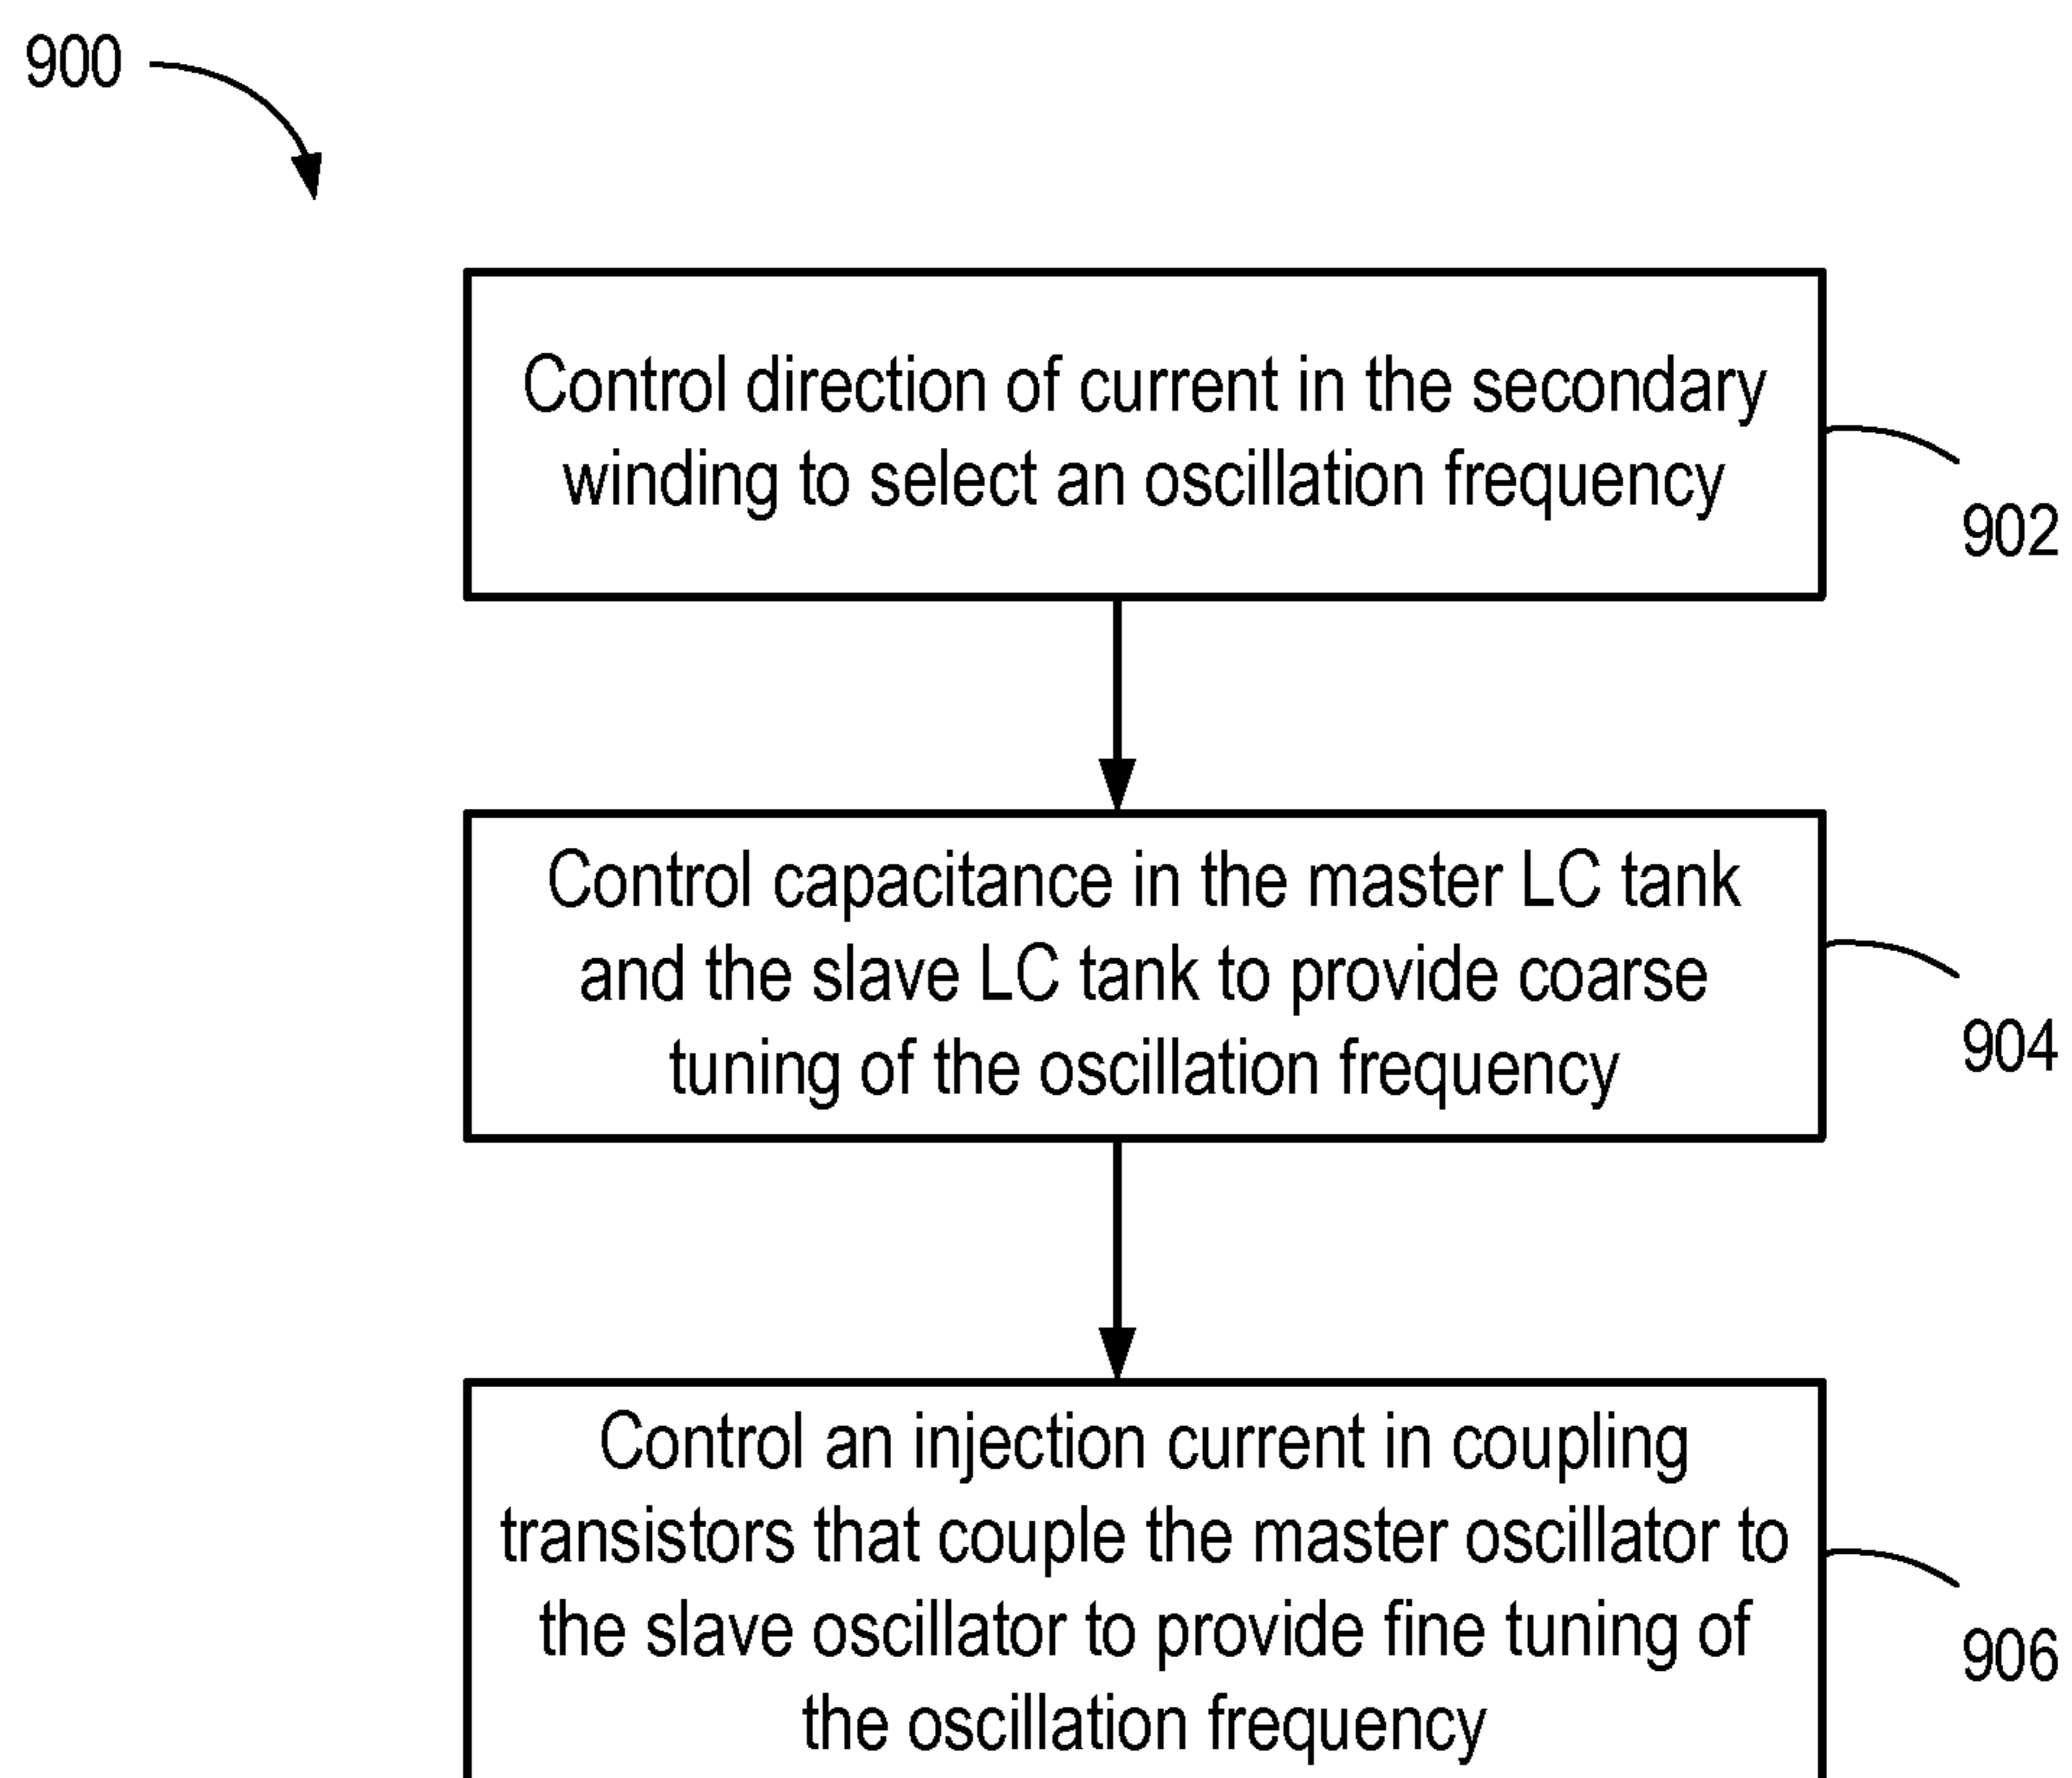 900
Control direction of current in the secondary
winding to select an oscillation frequency
902
Control capacitance in the master LC tank
and the slave LC tank to provide coarse
tuning of the oscillation frequency
904
Control an injection current in coupling
transistors that couple the master oscillator to
the slave oscillator to provide fine tuning of
the oscillation frequency
906